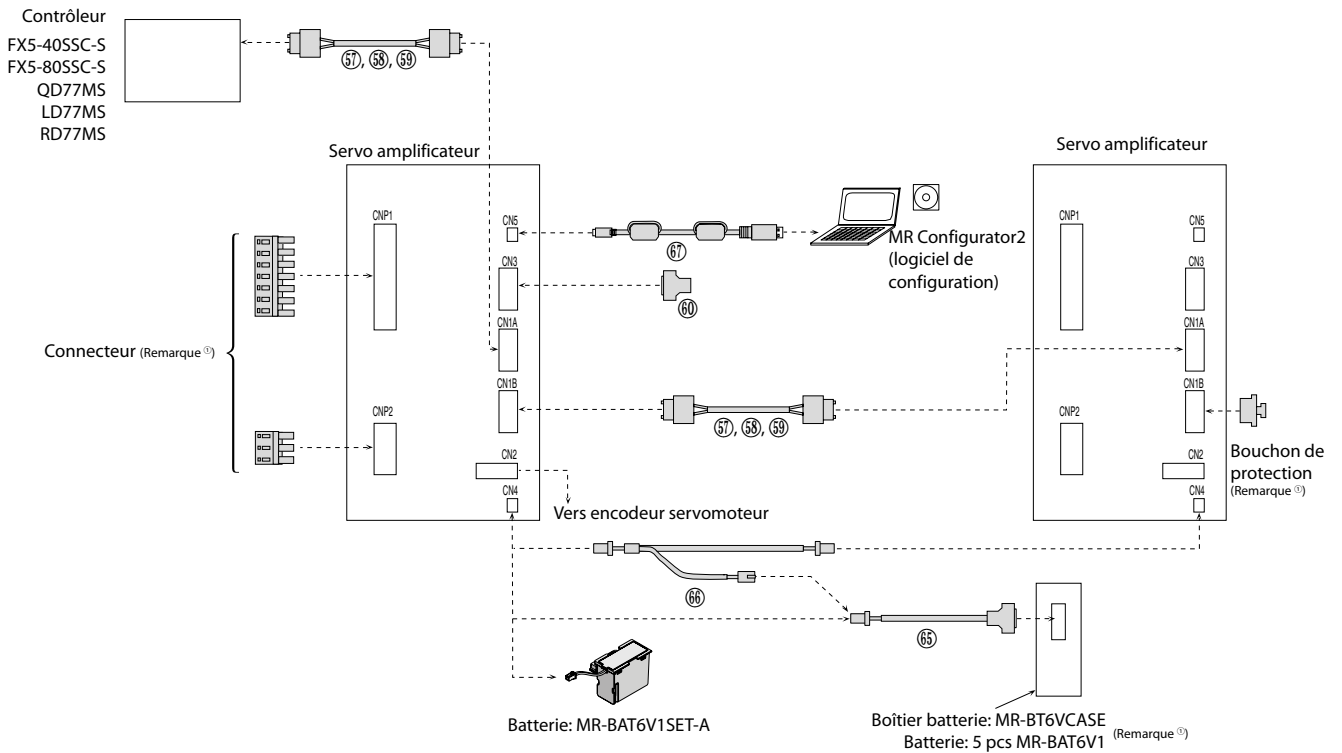 Contrôleur
FX5-40SSC-S
FX5-80SSC-S
QD77MS
LD77MS
RD77MS
57, 58, 59
Servo amplificateur
Servo amplificateur
CNP1
CN5
CN3
CN1A
CN1B
CNP2
CN2
CN4
Connecteur (Remarque ①)
67
MR Configurator2
(logiciel de
configuration)
60
57, 58, 59
CNP1
CN5
CN3
CN1A
CN1B
CNP2
CN2
CN4
Bouchon de
protection
(Remarque ①)
Vers encodeur servomoteur
66
65
Batterie: MR-BAT6V1SET-A
Boîtier batterie: MR-BT6VCASE
Batterie: 5 pcs MR-BAT6V1 (Remarque ①)